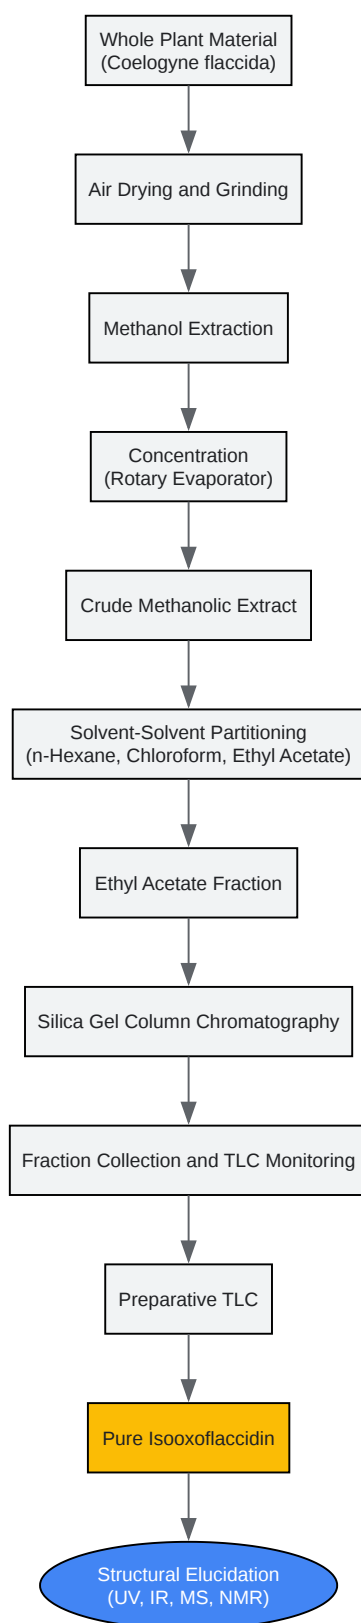 Whole Plant Material
(Coelogyne flaccida)
Air Drying and Grinding
Methanol Extraction
Concentration
(Rotary Evaporator)
Crude Methanolic Extract
Solvent-Solvent Partitioning
(n-Hexane, Chloroform, Ethyl Acetate)
Ethyl Acetate Fraction
Silica Gel Column Chromatography
Fraction Collection and TLC Monitoring
Preparative TLC
Pure Isooxoflaccidin
Structural Elucidation
(UV, IR, MS, NMR)